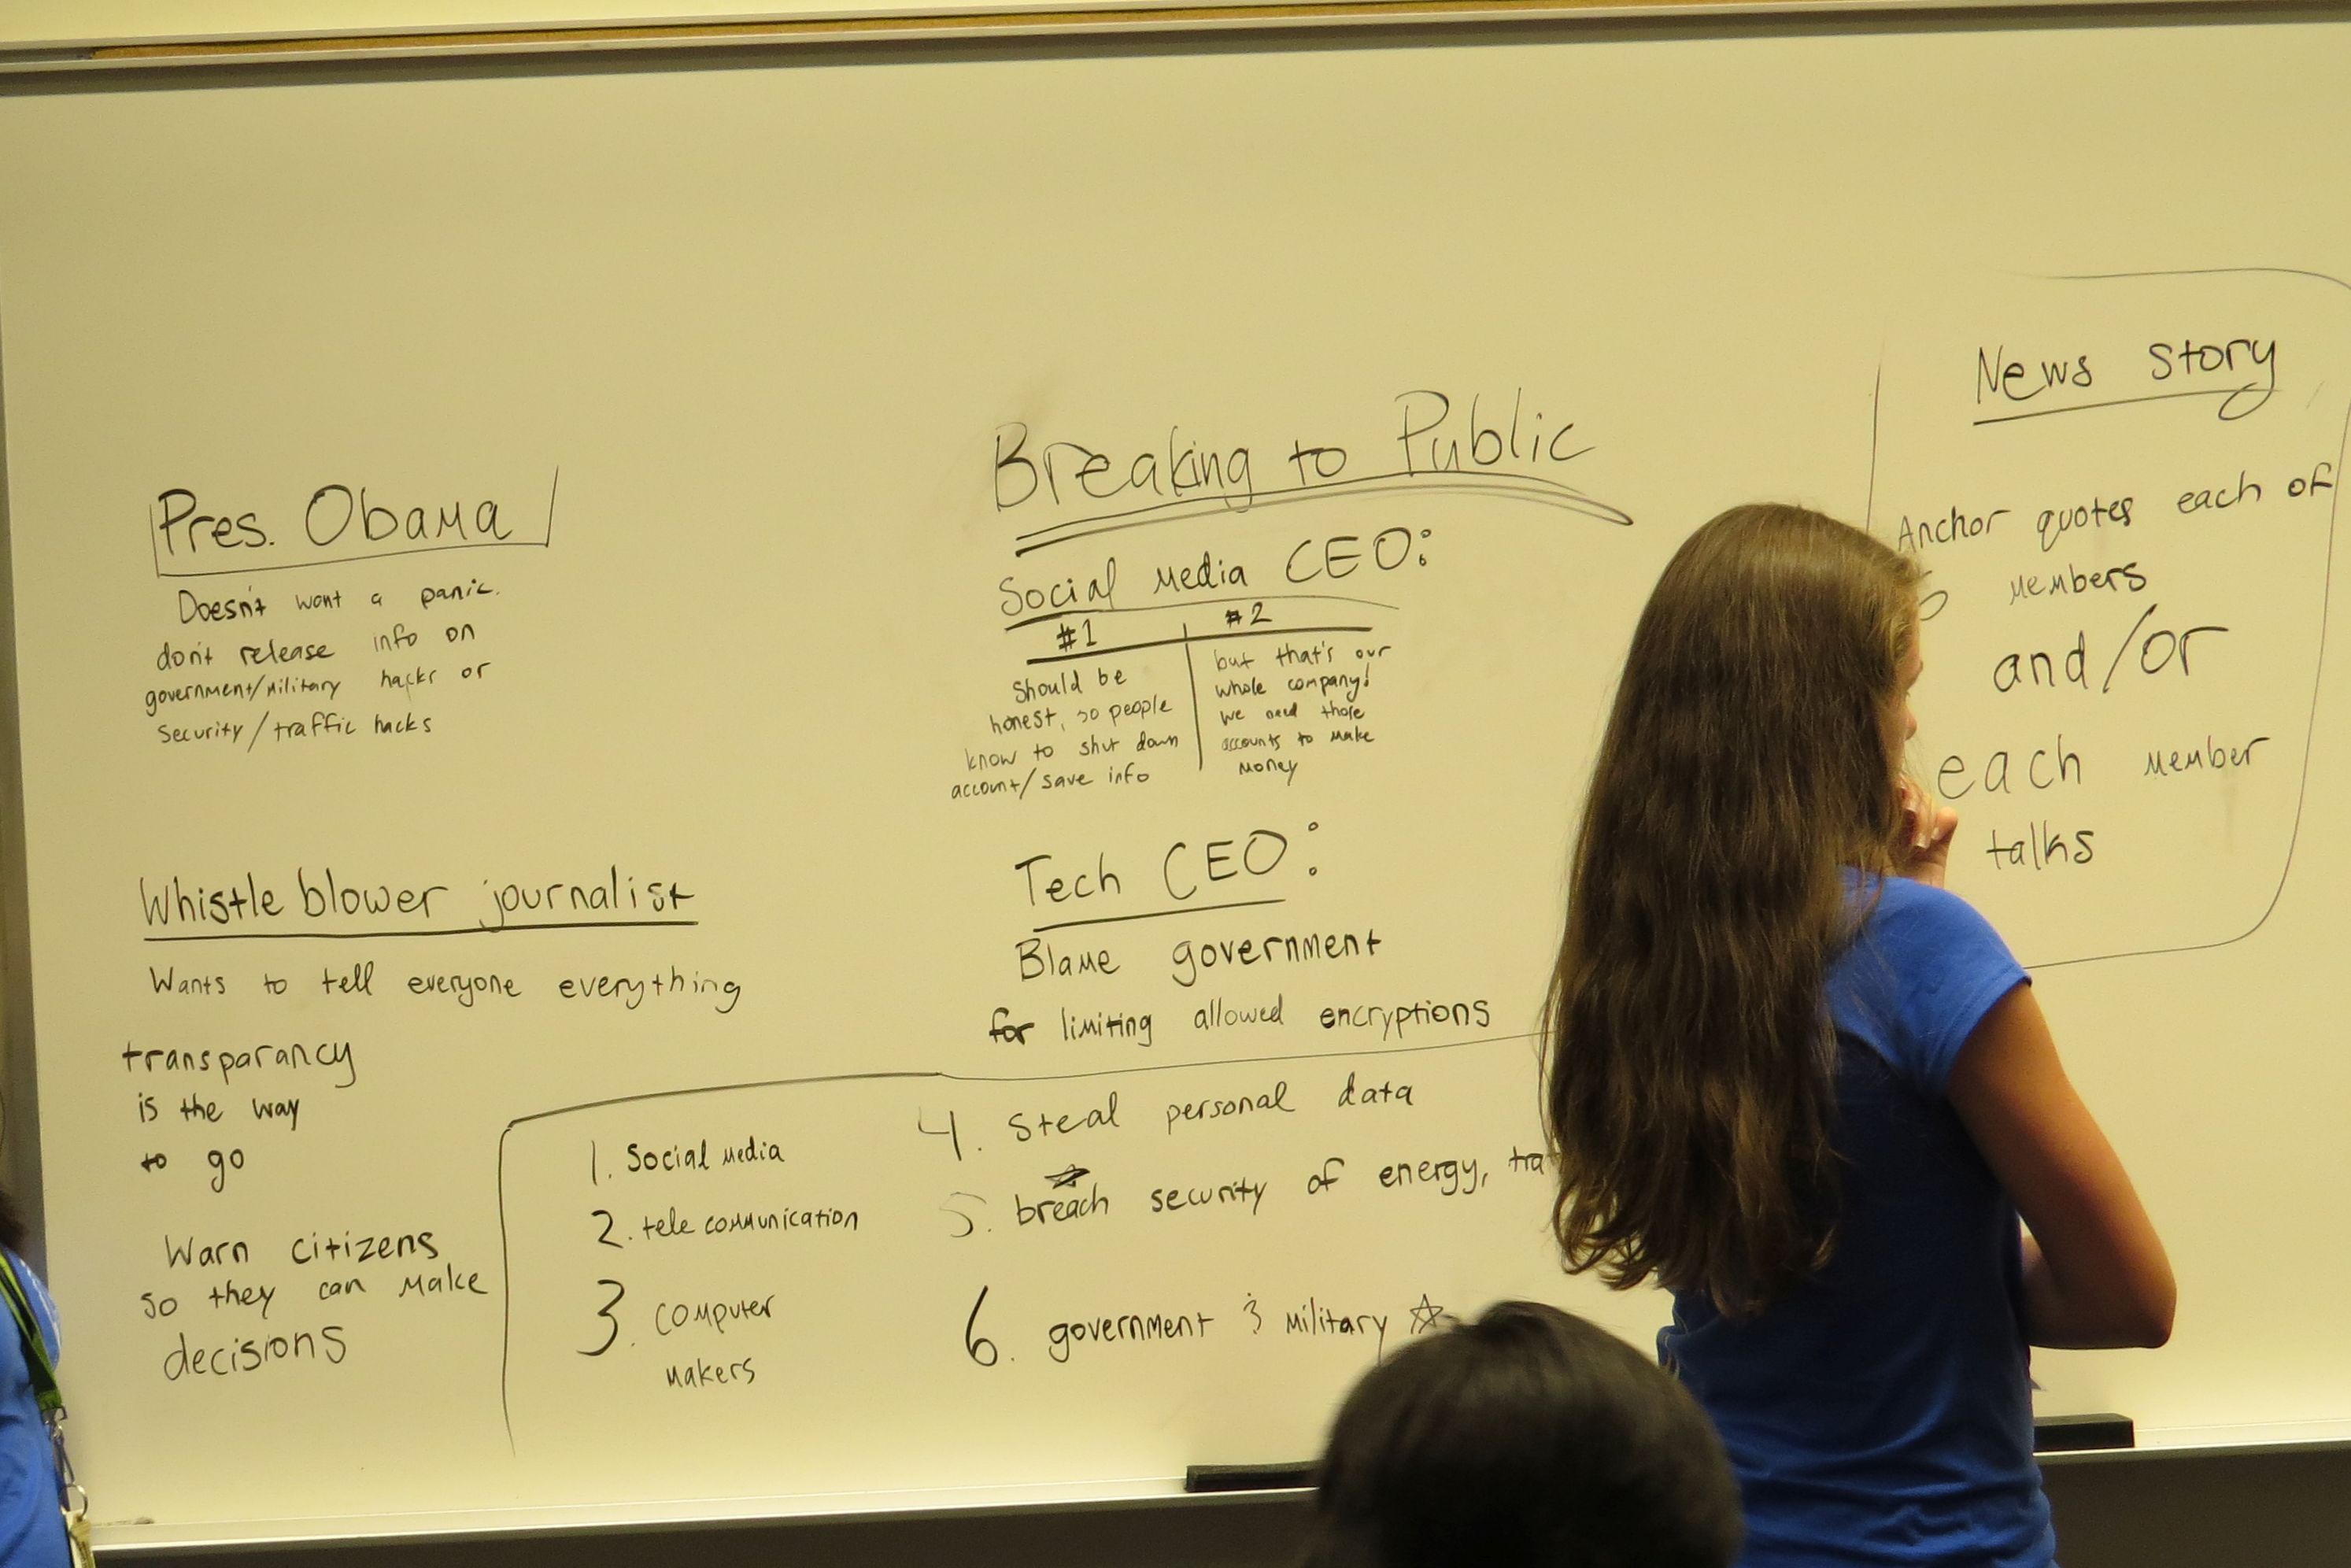 Pres. Obama
Doesn't want a panic.
don't release info on
government/military hacks or
security/traffic hacks
Whistle blower journalist
Wants to tell everyone everything
transparancy
is the way
to go
Warn citizens
so they can make
decisions
Breaking to Public
Social media CEO:
#1
should be
honest, so people
know to shut down
account/save info
#2
but that's our
whole company!
we need those
accounts to make
money
Tech CEO:
Blame government
for limiting allowed encryptions
1. Social media
2. tele communication
3. computer
makers
4. Steal personal data
5. breach security of energy,
6. government & military ☆
News story
Anchor quotes each of
members
and/or
each member
talks